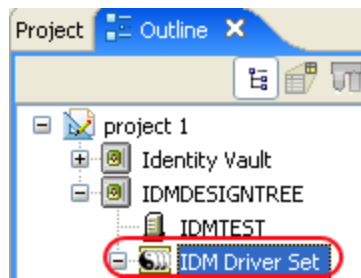 Project Outline
project 1
Identity Vault
IDMDESIGNTREE
IDMTEST
IDM Driver Set